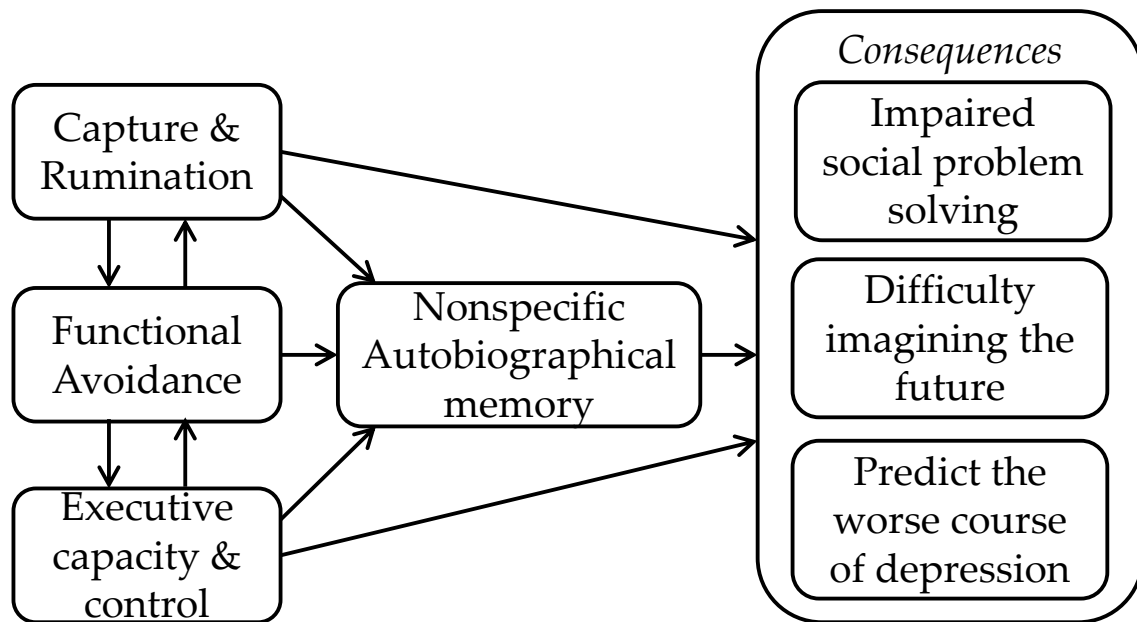 Capture &
Rumination
Functional
Avoidance
Executive
capacity &
control
Nonspecific
Autobiographical
memory
Consequences
Impaired
social problem
solving
Difficulty
imagining the
future
Predict the
worse course
of depression